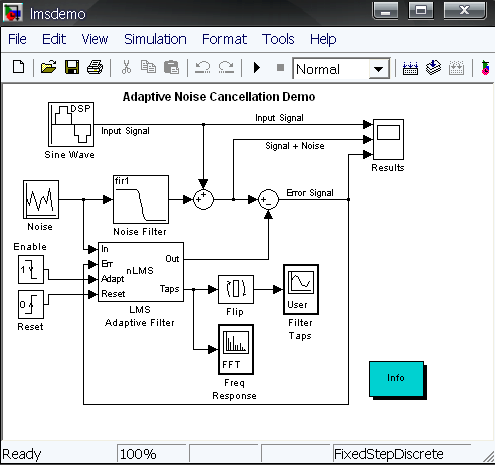 lmsdemo
File Edit View Simulation Format Tools Help
Normal
Adaptive Noise Cancellation Demo
DSP
Input Signal
Input Signal
Sine Wave
Signal + Noise
Results
fir1
Error Signal
Noise
Noise Filter
Enable
In
Out
Err
nLMS
1
Adapt
Taps
0
Reset
User
Reset
LMS
Adaptive Filter
Flip
Filter
Taps
FFT
Info
Freq
Response
Ready 100% FixedStepDiscrete